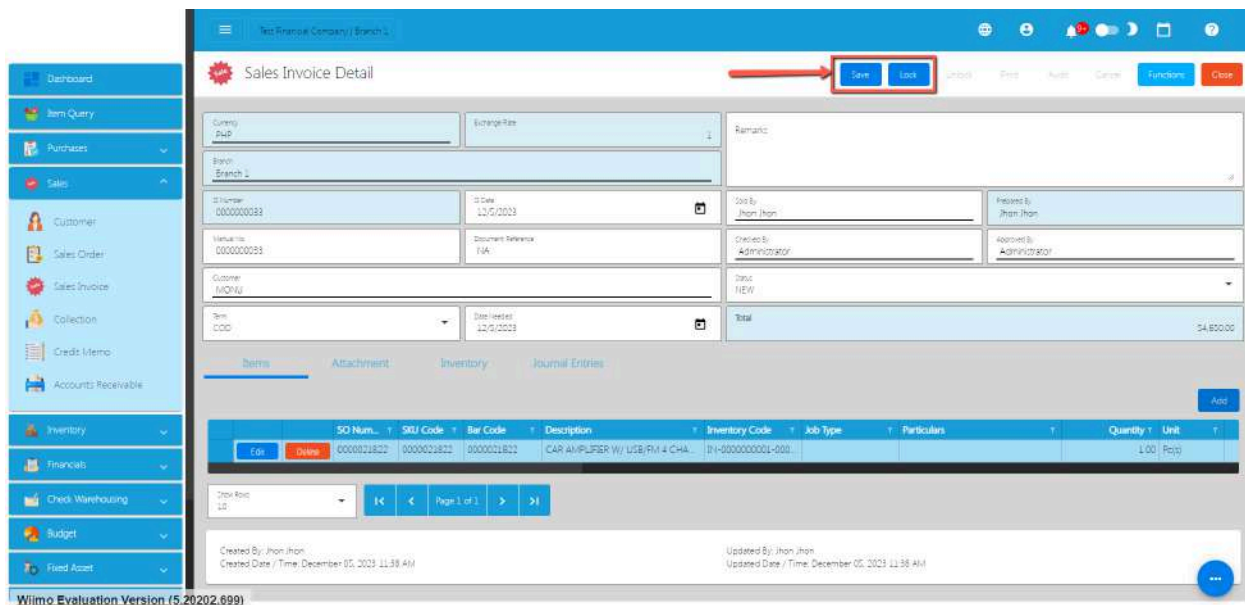 Test Financial Company | Branch 1
9+
Dashboard
Item Query
Purchases
Sales
Customer
Sales Order
Sales Invoice
Collection
Credit Memo
Accounts Receivable
Inventory
Financials
Check Warehousing
Budget
Fixed Asset
Wijmo Evaluation Version (5.20202.699)
Sales Invoice Detail
Save Lock Unlock Print Audit Cancel Functions Close
Currency
PHP
Exchange Rate
1
Remarks
Branch
Branch 1
SI Number
0000000033
SI Date
12/5/2023
Sold By
Jhon Jhon
Prepared By
Jhon Jhon
Manual No.
0000000033
Document Reference
NA
Checked By
Administrator
Approved By
Administrator
Customer
MONU
Status
NEW
Term
COD
Date Needed
12/5/2023
Total
54,650.00
Items Attachment Inventory Journal Entries
Add
SO Num... SKU Code Bar Code Description Inventory Code Job Type Particulars Quantity Unit
Edit Delete 0000021822 0000021822 0000021822 CAR AMPLIFIER W/ USB/FM 4 CHA... IN-0000000001-000... 1.00 Pc(s)
Show Rows
10
Page 1 of 1
Created By: Jhon Jhon
Created Date / Time: December 05, 2023 11:38 AM
Updated By: Jhon Jhon
Updated Date / Time: December 05, 2023 11:38 AM